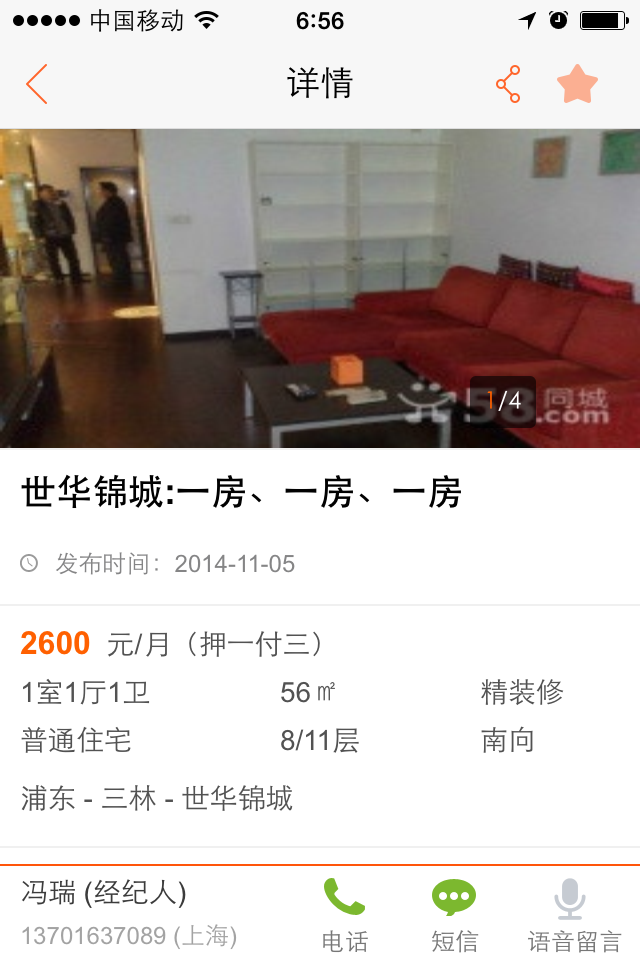 中国移动 6:56
详情
58同城
.com
1/4
世华锦城:一房、一房、一房
发布时间：2014-11-05
2600 元/月（押一付三）
1室1厅1卫 56㎡ 精装修
普通住宅 8/11层 南向
浦东 - 三林 - 世华锦城
冯瑞 (经纪人)
13701637089 (上海)
电话 短信 语音留言